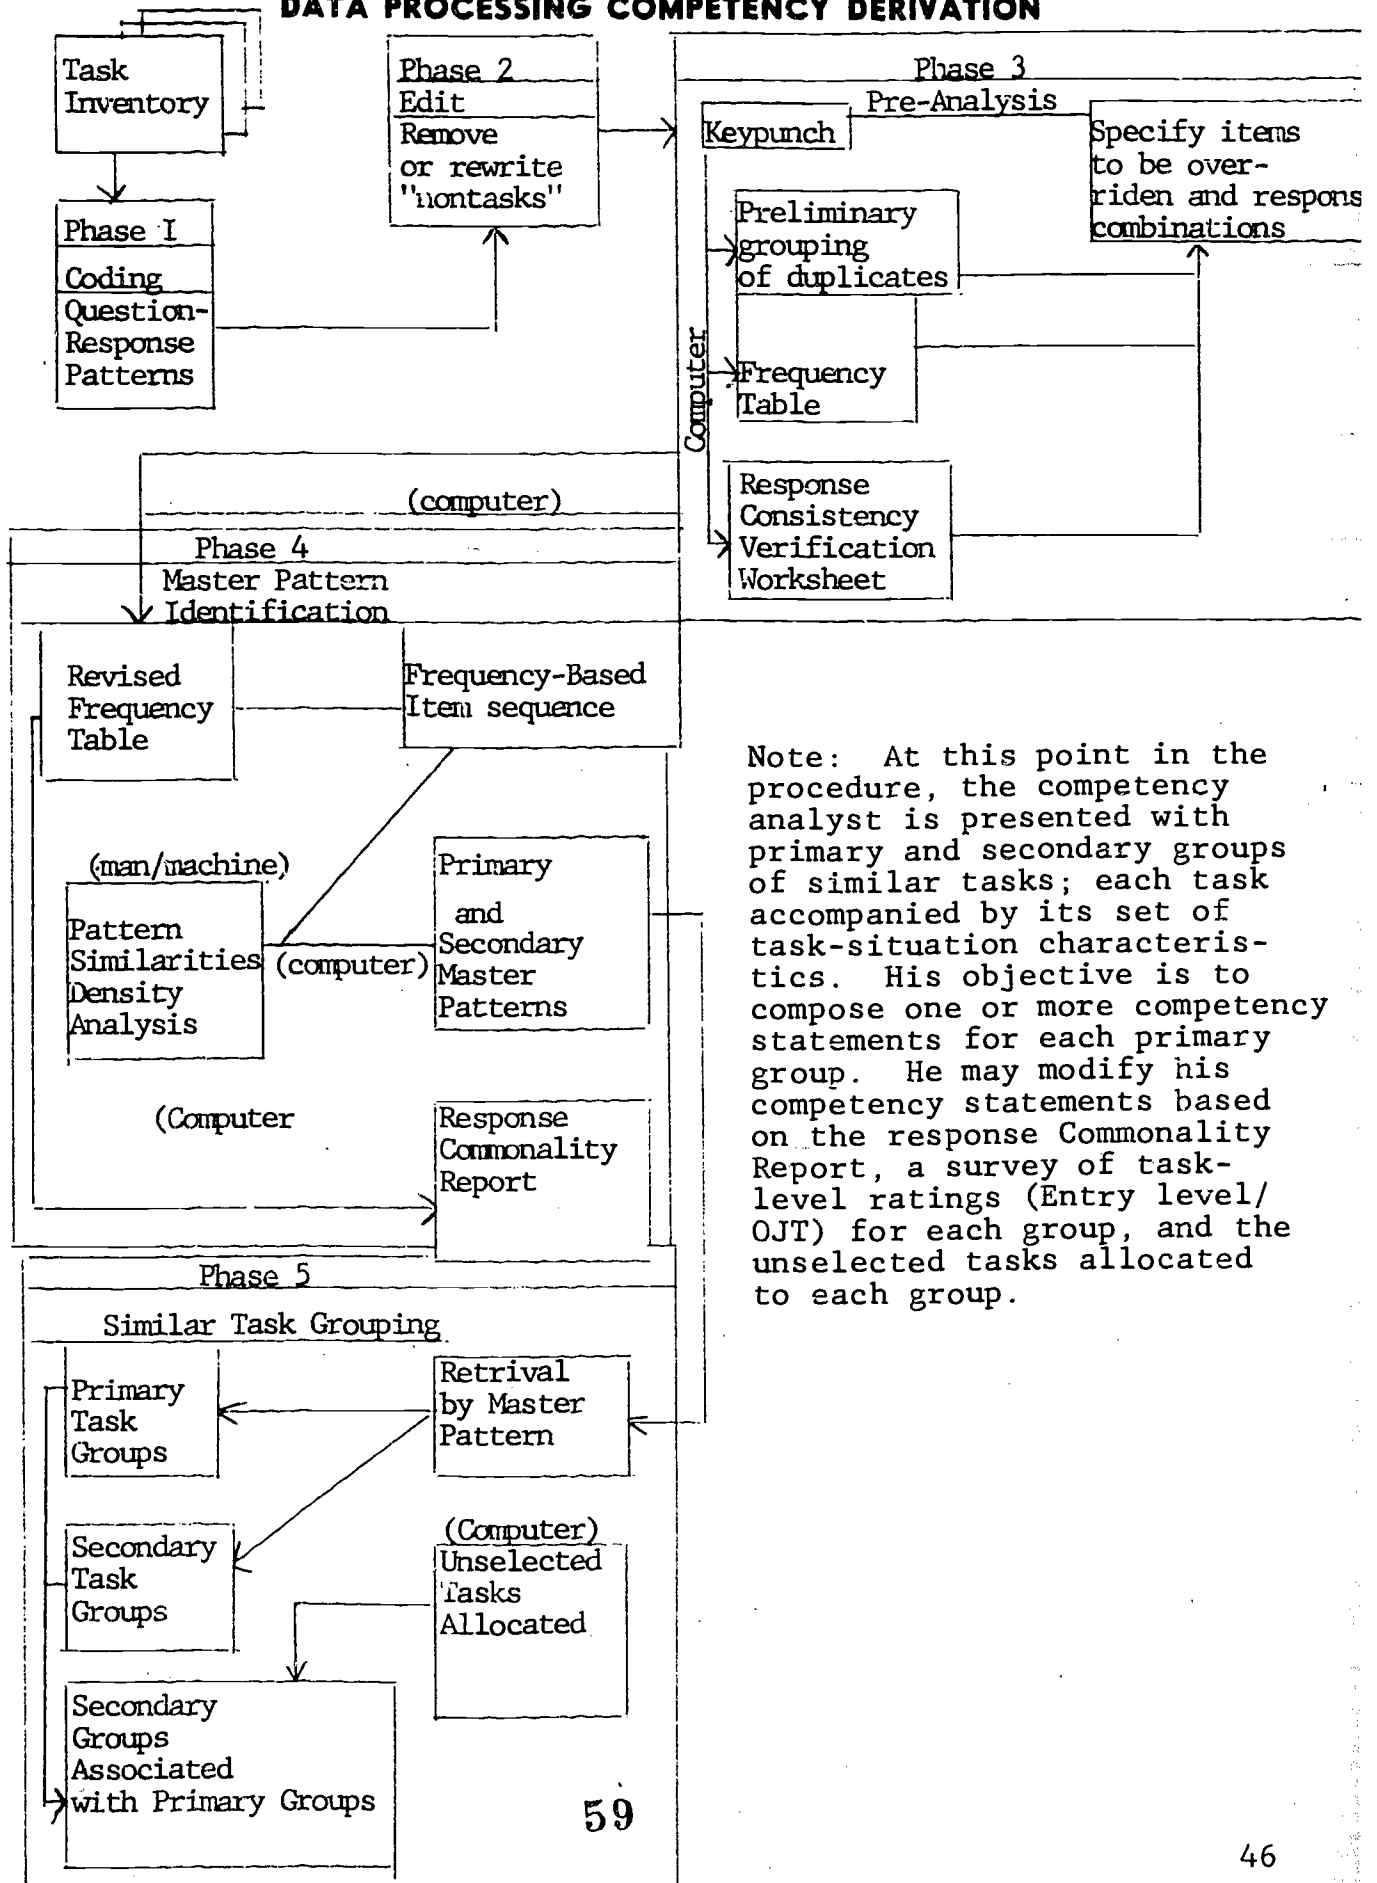 DATA PROCESSING COMPETENCY DERIVATION
Task
Inventory
Phase I
Coding
Question-
Response
Patterns
Phase 2
Edit
Remove
or rewrite
"nontasks"
Phase 3
Pre-Analysis
Keypunch
Specify items
to be over-
riden and respons
combinations
Preliminary
grouping
of duplicates
Computer
Frequency
Table
Response
Consistency
Verification
Worksheet
(computer)
Phase 4
Master Pattern
Identification
Revised
Frequency
Table
Frequency-Based
Item sequence
(man/machine)
Pattern
Similarities
Density
Analysis
(computer)
Primary
and
Secondary
Master
Patterns
(Computer
Response
Commonality
Report
Note: At this point in the
procedure, the competency
analyst is presented with
primary and secondary groups
of similar tasks; each task
accompanied by its set of
task-situation characteris-
tics. His objective is to
compose one or more competency
statements for each primary
group. He may modify his
competency statements based
on the response Commonality
Report, a survey of task-
level ratings (Entry level/
OJT) for each group, and the
unselected tasks allocated
to each group.
Phase 5
Similar Task Grouping
Primary
Task
Groups
Retrival
by Master
Pattern
Secondary
Task
Groups
(Computer)
Unselected
Tasks
Allocated
Secondary
Groups
Associated
with Primary Groups
59
46